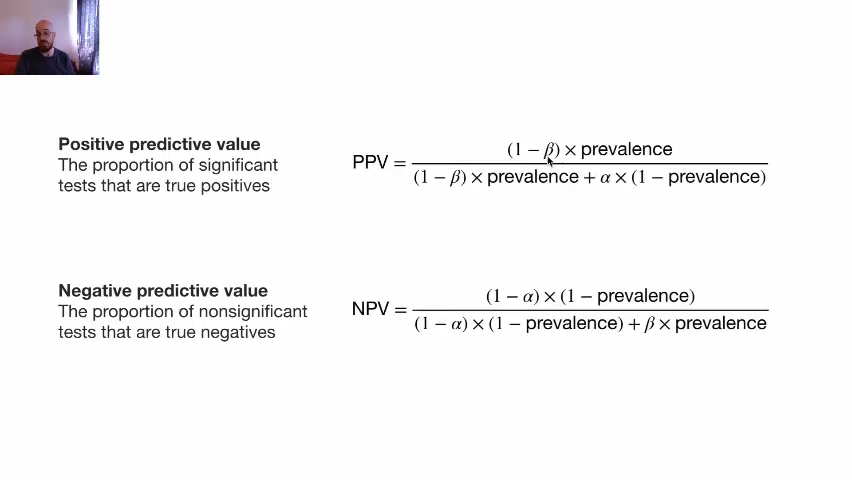 Positive predictive value
The proportion of significant
tests that are true positives
PPV = (1 − β) × prevalence / (1 − β) × prevalence + α × (1 − prevalence)
Negative predictive value
The proportion of nonsignificant
tests that are true negatives
NPV = (1 − α) × (1 − prevalence) / (1 − α) × (1 − prevalence) + β × prevalence